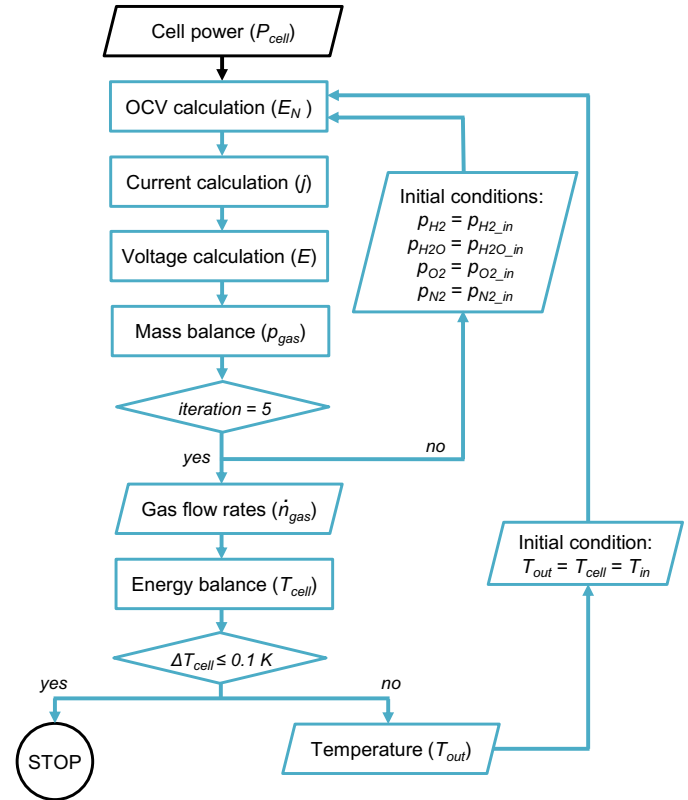 Cell power (P_cell)
OCV calculation (E_N )
Current calculation (j)
Voltage calculation (E)
Mass balance (p_gas)
iteration = 5
yes
no
Initial conditions:
p_H2 = p_H2_in
p_H2O = p_H2O_in
p_O2 = p_O2_in
p_N2 = p_N2_in
Gas flow rates (ṅ_gas)
Energy balance (T_cell)
ΔT_cell ≤ 0.1 K
yes
no
STOP
Temperature (T_out)
Initial condition:
T_out = T_cell = T_in